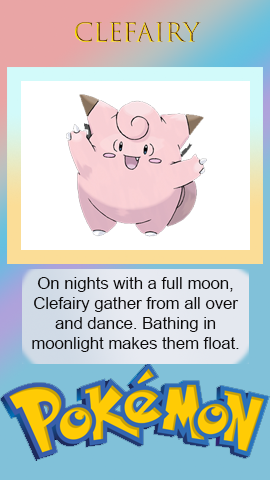 CLEFAIRY
On nights with a full moon,
Clefairy gather from all over
and dance. Bathing in
moonlight makes them float.
POKéMON